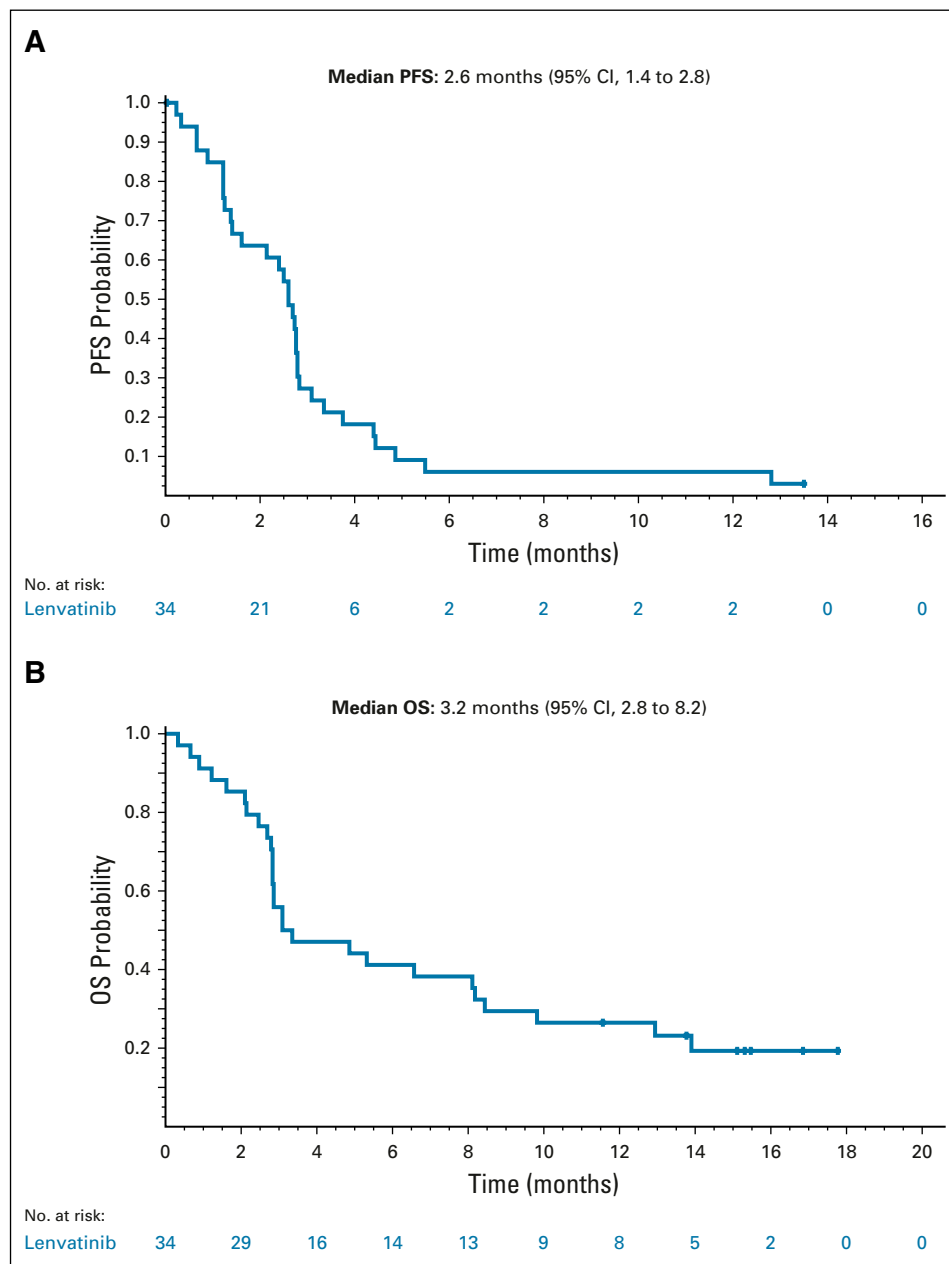 A
Median PFS: 2.6 months (95% CI, 1.4 to 2.8)
1.0
0.9
0.8
0.7
0.6
0.5
0.4
0.3
0.2
0.1
PFS Probability
0 2 4 6 8 10 12 14 16
Time (months)
No. at risk:
Lenvatinib 34 21 6 2 2 2 2 0 0
B
Median OS: 3.2 months (95% CI, 2.8 to 8.2)
1.0
0.8
0.6
0.4
0.2
OS Probability
0 2 4 6 8 10 12 14 16 18 20
Time (months)
No. at risk:
Lenvatinib 34 29 16 14 13 9 8 5 2 0 0